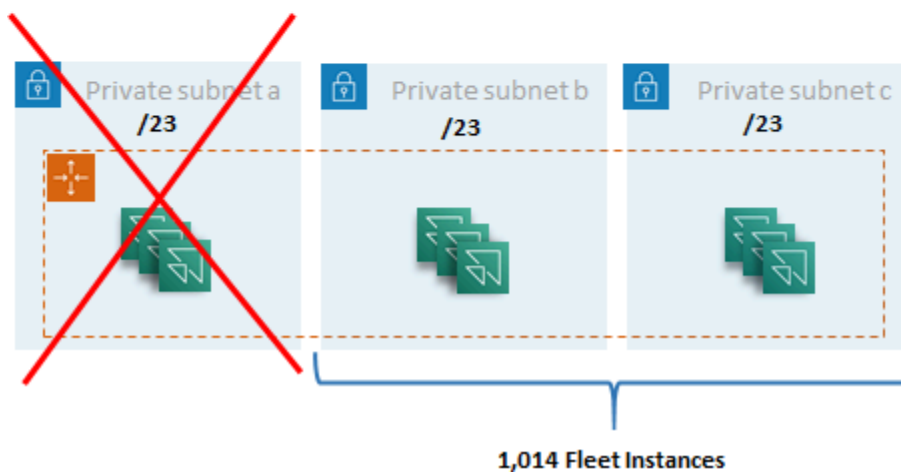 Private subnet a
/23
Private subnet b
/23
Private subnet c
/23
1,014 Fleet Instances